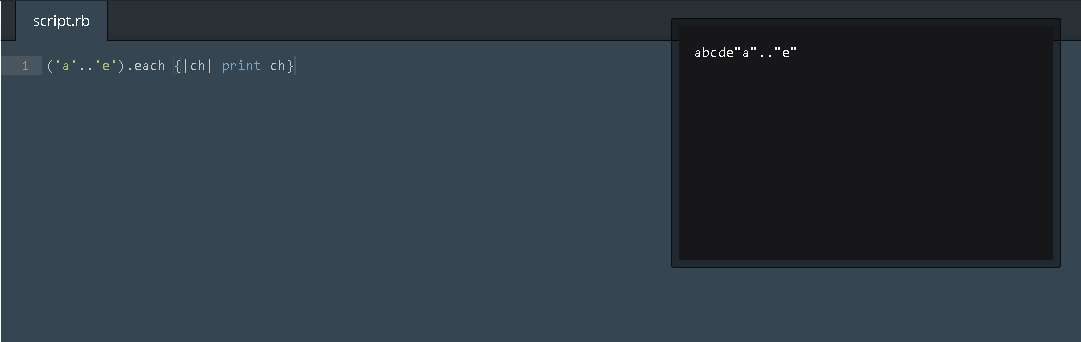 script.rb
1 ('a'..'e').each {|ch| print ch}
abcde"a".."e"